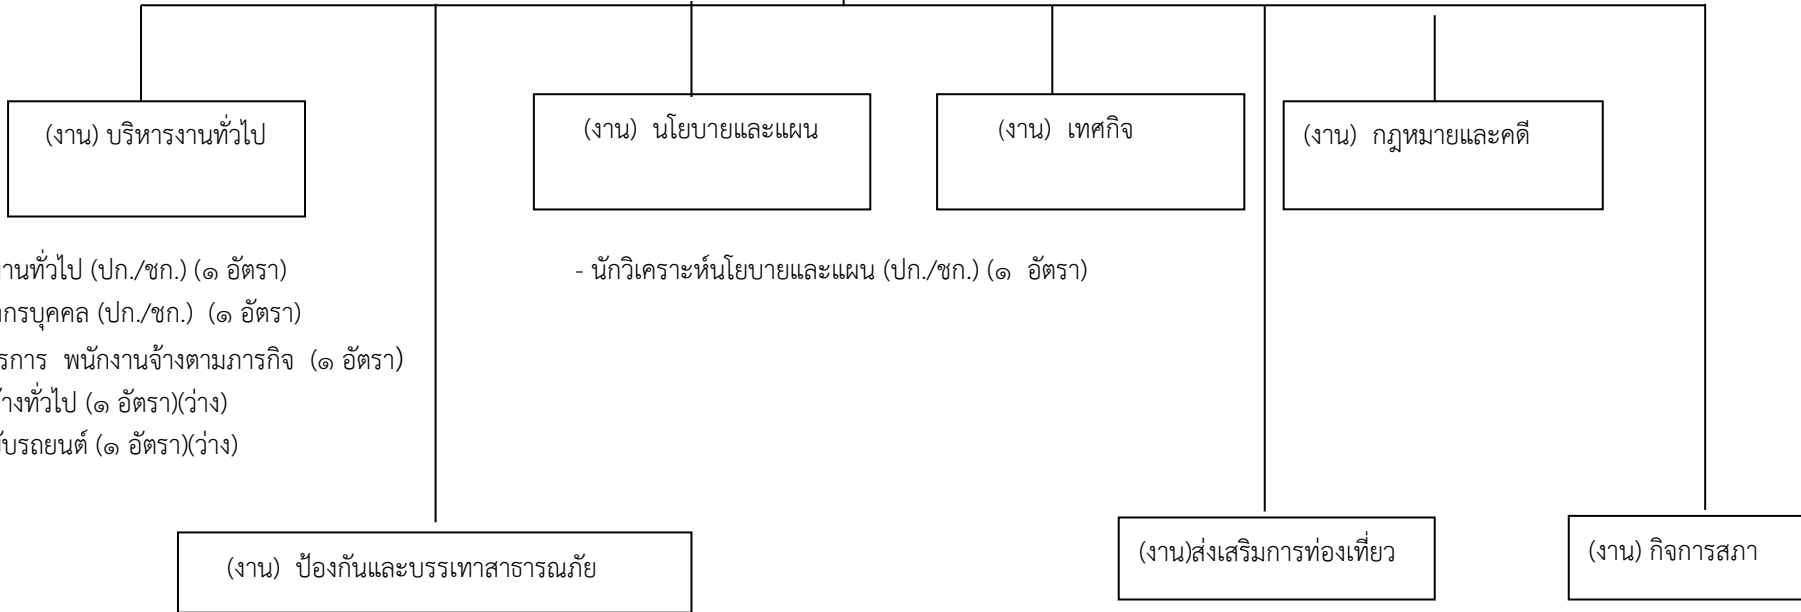 (งาน) บริหารงานทั่วไป
(งาน) นโยบายและแผน
(งาน) เทศกิจ
(งาน) กฎหมายและคดี
งานทั่วไป (ปก./ชก.) (๑ อัตรา)
- นักวิเคราะห์นโยบายและแผน (ปก./ชก.) (๑ อัตรา)
กรบุคคล (ปก./ชก.) (๑ อัตรา)
รการ พนักงานจ้างตามภารกิจ (๑ อัตรา)
้างทั่วไป (๑ อัตรา)(ว่าง)
ับรถยนต์ (๑ อัตรา)(ว่าง)
(งาน) ป้องกันและบรรเทาสาธารณภัย
(งาน)ส่งเสริมการท่องเที่ยว
(งาน) กิจการสภา